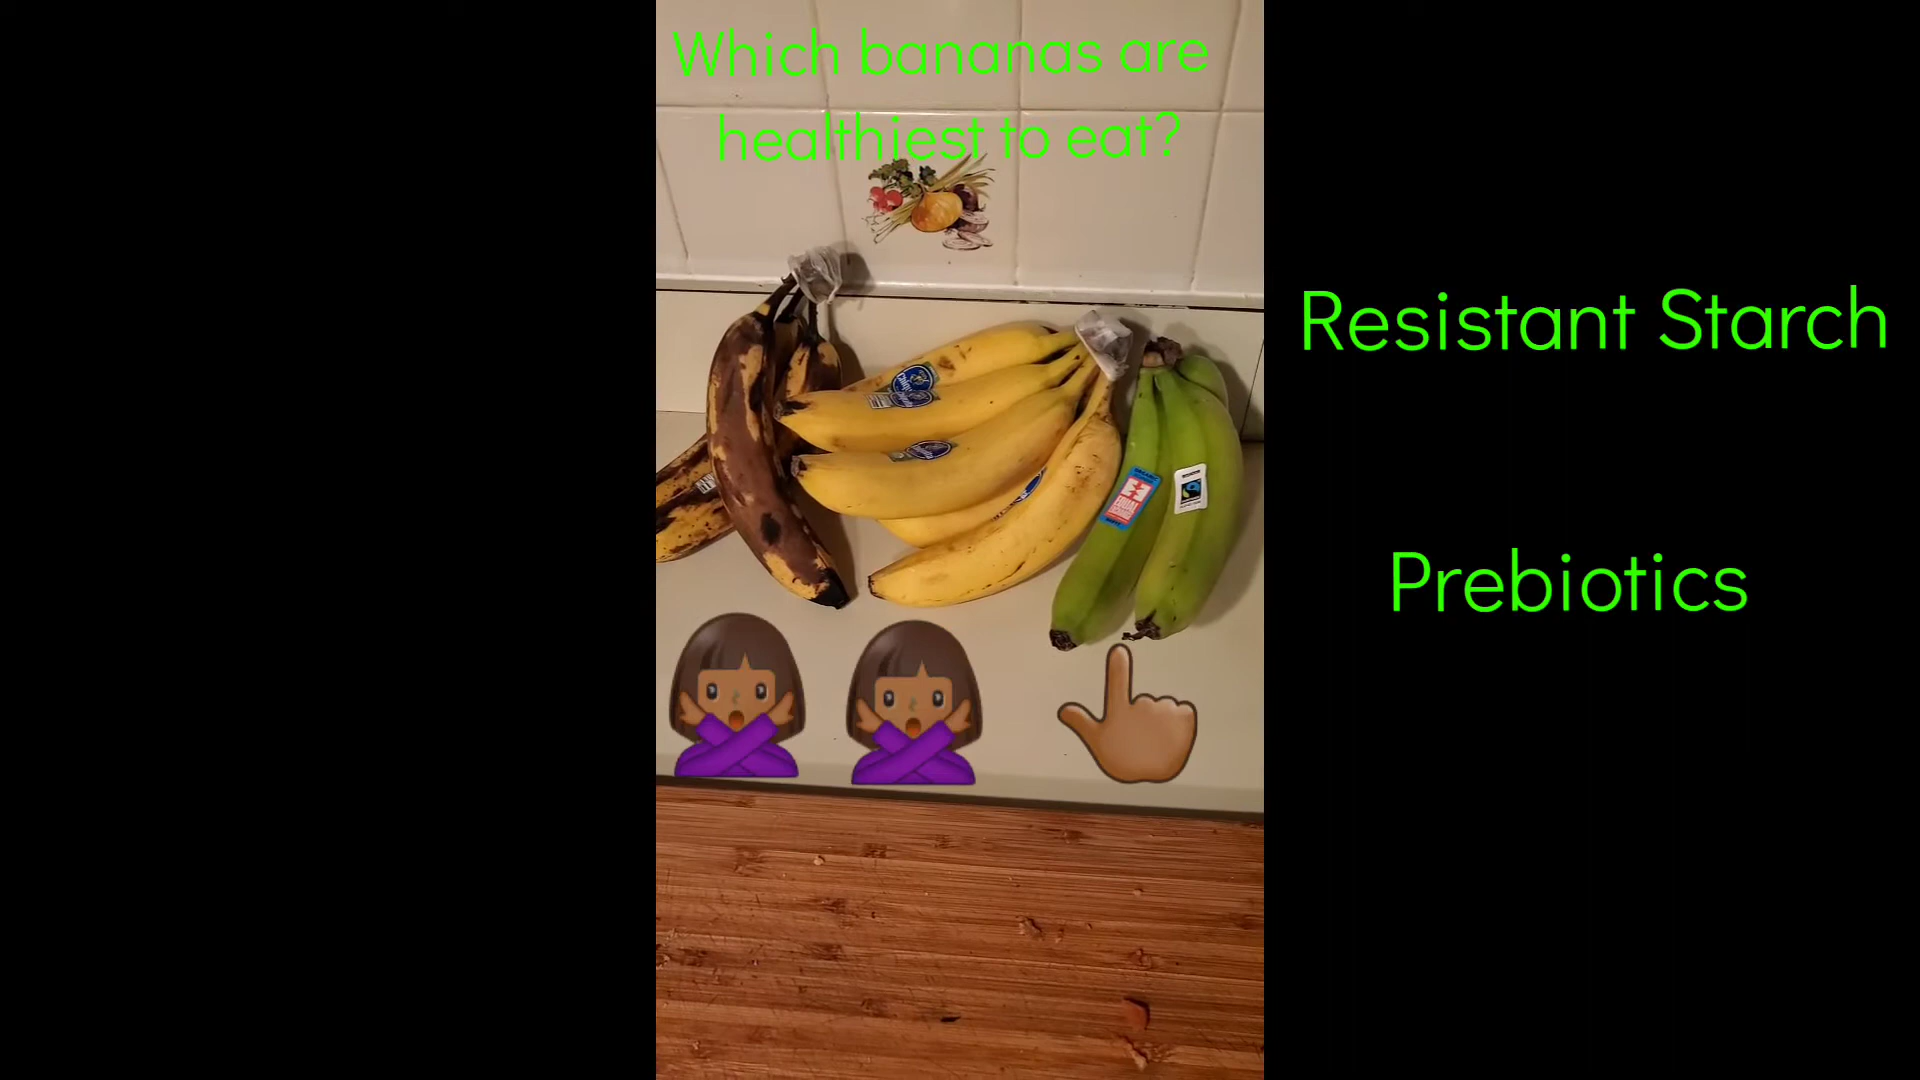 Which bananas are
healthiest to eat?
Resistant Starch
Prebiotics